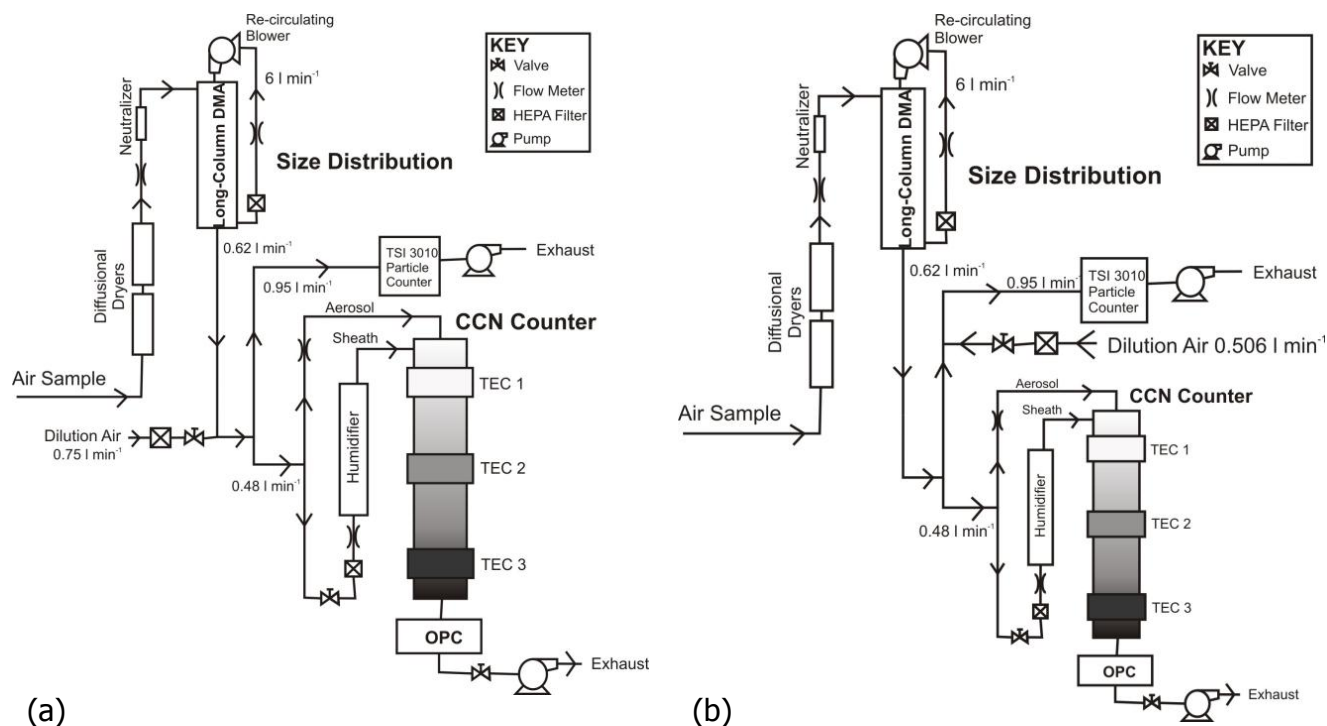 Re-circulating
Blower
6 l min⁻¹
KEY
Valve
Flow Meter
HEPA Filter
Pump
Neutralizer
Long-Column DMA
Size Distribution
Diffusional
Dryers
0.62 l min⁻¹
0.95 l min⁻¹
TSI 3010
Particle
Counter
Exhaust
Aerosol
Sheath
CCN Counter
Air Sample
TEC 1
Dilution Air
0.75 l min⁻¹
0.48 l min⁻¹
Humidifier
TEC 2
TEC 3
OPC
Exhaust
(a)
Re-circulating
Blower
6 l min⁻¹
KEY
Valve
Flow Meter
HEPA Filter
Pump
Neutralizer
Long-Column DMA
Size Distribution
Diffusional
Dryers
0.62 l min⁻¹
0.95 l min⁻¹
TSI 3010
Particle
Counter
Exhaust
Dilution Air 0.506 l min⁻¹
Aerosol
Sheath
CCN Counter
Air Sample
TEC 1
0.48 l min⁻¹
Humidifier
TEC 2
TEC 3
OPC
Exhaust
(b)